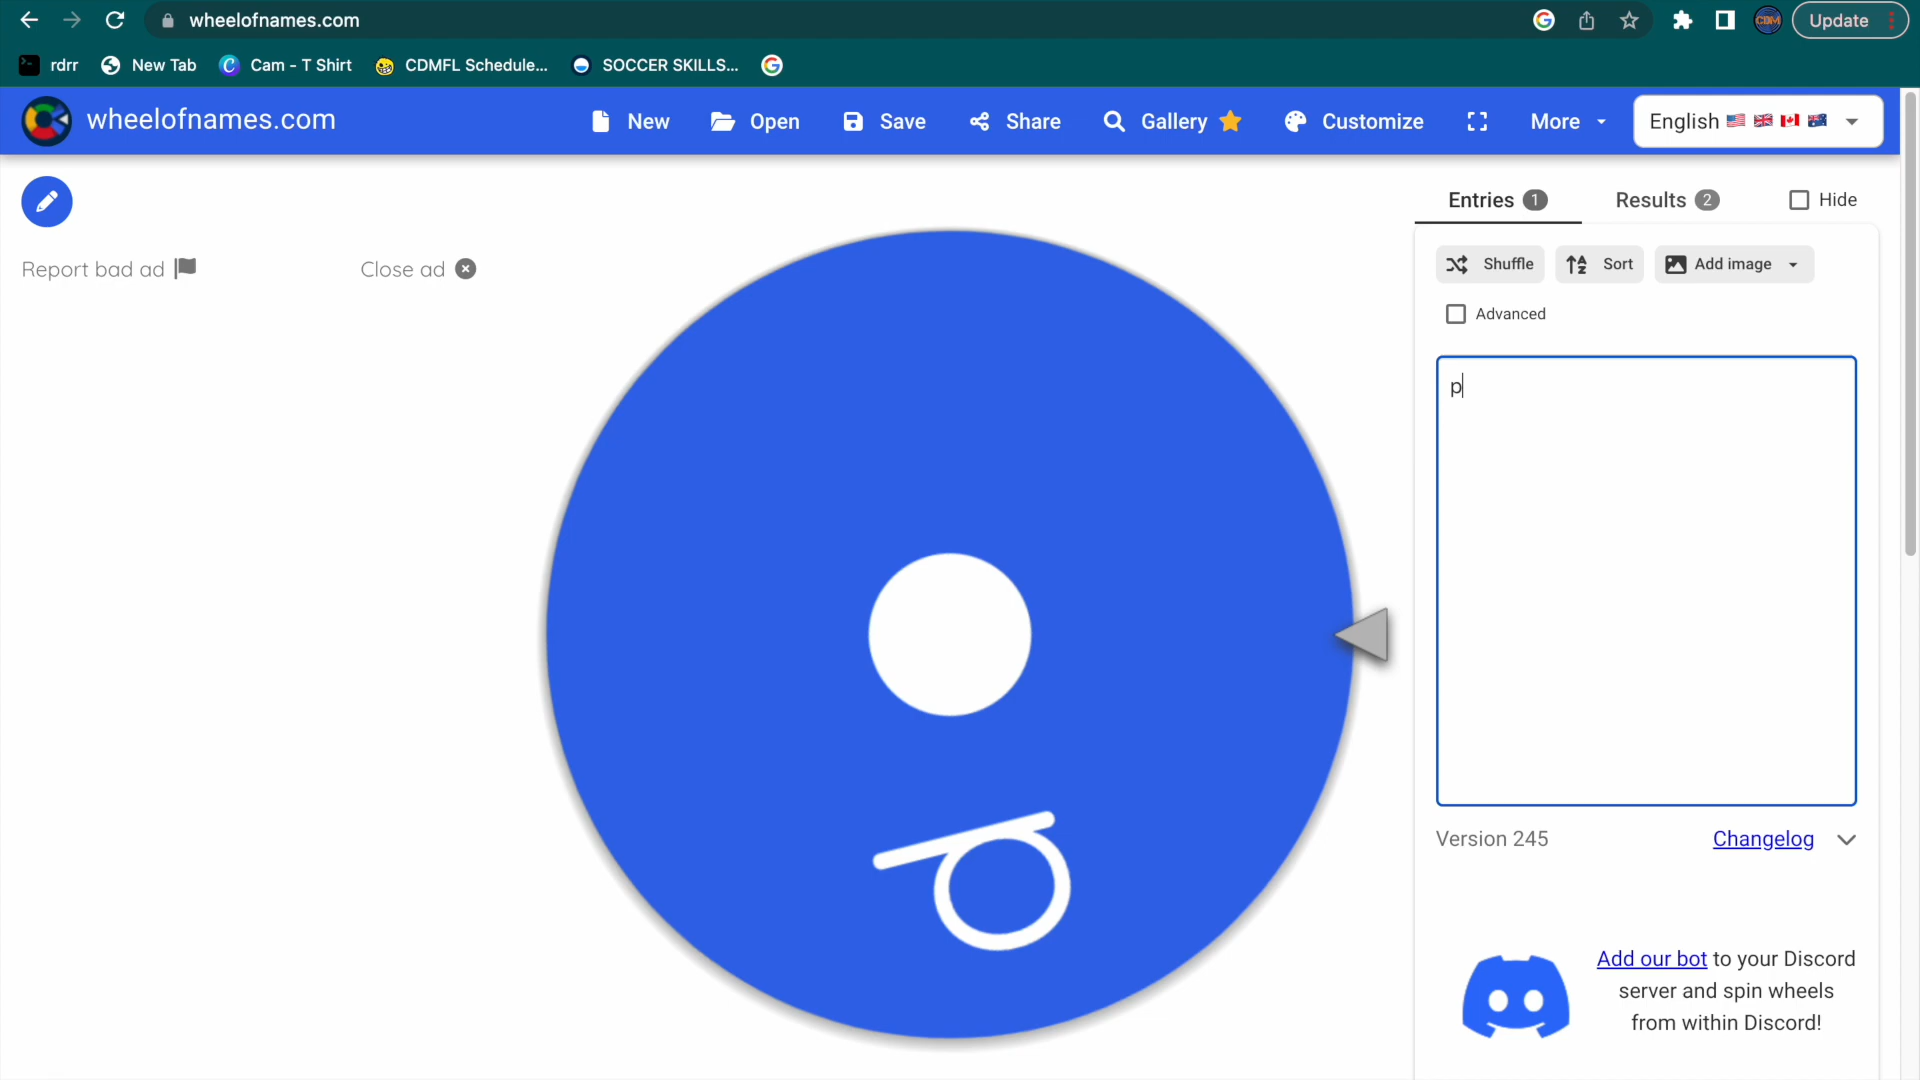 wheelofnames.com
CDM
Update
rdrr
New Tab
Cam - T Shirt
CDMFL Schedule...
SOCCER SKILLS...
wheelofnames.com
New
Open
Save
Share
Gallery
Customize
More
English
Entries 1
Results 2
Hide
Report bad ad
Close ad
Shuffle
Sort
Add image
Advanced
p
p
Version 245
Changelog
Add our bot to your Discord
server and spin wheels
from within Discord!